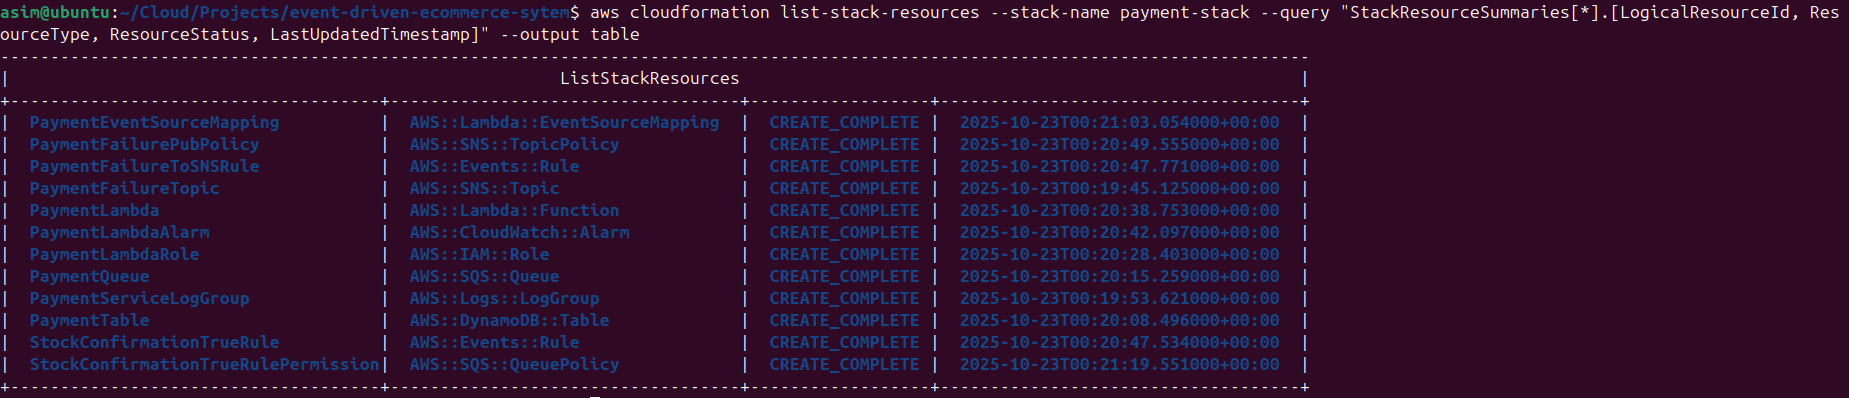 asim@ubuntu:~/Cloud/Projects/event-driven-ecommerce-sytem$ aws cloudformation list-stack-resources --stack-name payment-stack --query "StackResourceSummaries[*].[LogicalResourceId, Res
ourceType, ResourceStatus, LastUpdatedTimestamp]" --output table
-----------------------------------------------------------------------------------------------------------------------------------
|                                                       ListStackResources                                                        |
+-------------------------------------+-----------------------------------+------------------+------------------------------------+
|  PaymentEventSourceMapping          |  AWS::Lambda::EventSourceMapping  |  CREATE_COMPLETE |  2025-10-23T00:21:03.054000+00:00  |
|  PaymentFailurePubPolicy            |  AWS::SNS::TopicPolicy            |  CREATE_COMPLETE |  2025-10-23T00:20:49.555000+00:00  |
|  PaymentFailureToSNSRule            |  AWS::Events::Rule                |  CREATE_COMPLETE |  2025-10-23T00:20:47.771000+00:00  |
|  PaymentFailureTopic                |  AWS::SNS::Topic                  |  CREATE_COMPLETE |  2025-10-23T00:19:45.125000+00:00  |
|  PaymentLambda                      |  AWS::Lambda::Function            |  CREATE_COMPLETE |  2025-10-23T00:20:38.753000+00:00  |
|  PaymentLambdaAlarm                 |  AWS::CloudWatch::Alarm           |  CREATE_COMPLETE |  2025-10-23T00:20:42.097000+00:00  |
|  PaymentLambdaRole                  |  AWS::IAM::Role                   |  CREATE_COMPLETE |  2025-10-23T00:20:28.403000+00:00  |
|  PaymentQueue                       |  AWS::SQS::Queue                  |  CREATE_COMPLETE |  2025-10-23T00:20:15.259000+00:00  |
|  PaymentServiceLogGroup             |  AWS::Logs::LogGroup              |  CREATE_COMPLETE |  2025-10-23T00:19:53.621000+00:00  |
|  PaymentTable                       |  AWS::DynamoDB::Table             |  CREATE_COMPLETE |  2025-10-23T00:20:08.496000+00:00  |
|  StockConfirmationTrueRule          |  AWS::Events::Rule                |  CREATE_COMPLETE |  2025-10-23T00:20:47.534000+00:00  |
|  StockConfirmationTrueRulePermission|  AWS::SQS::QueuePolicy            |  CREATE_COMPLETE |  2025-10-23T00:21:19.551000+00:00  |
+-------------------------------------+-----------------------------------+------------------+------------------------------------+